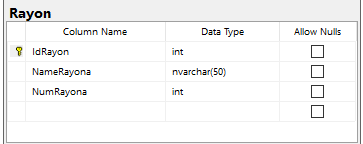 Rayon
Column Name Data Type Allow Nulls
IdRayon int
NameRayona nvarchar(50)
NumRayona int